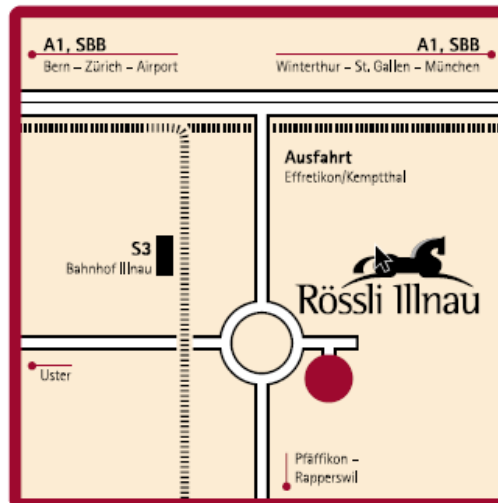 A1, SBB
Bern – Zürich – Airport
A1, SBB
Winterthur – St. Gallen – München
Ausfahrt
Effretikon/Kemptthal
S3
Bahnhof Illnau
Rössli Illnau
Uster
Pfäffikon –
Rapperswil